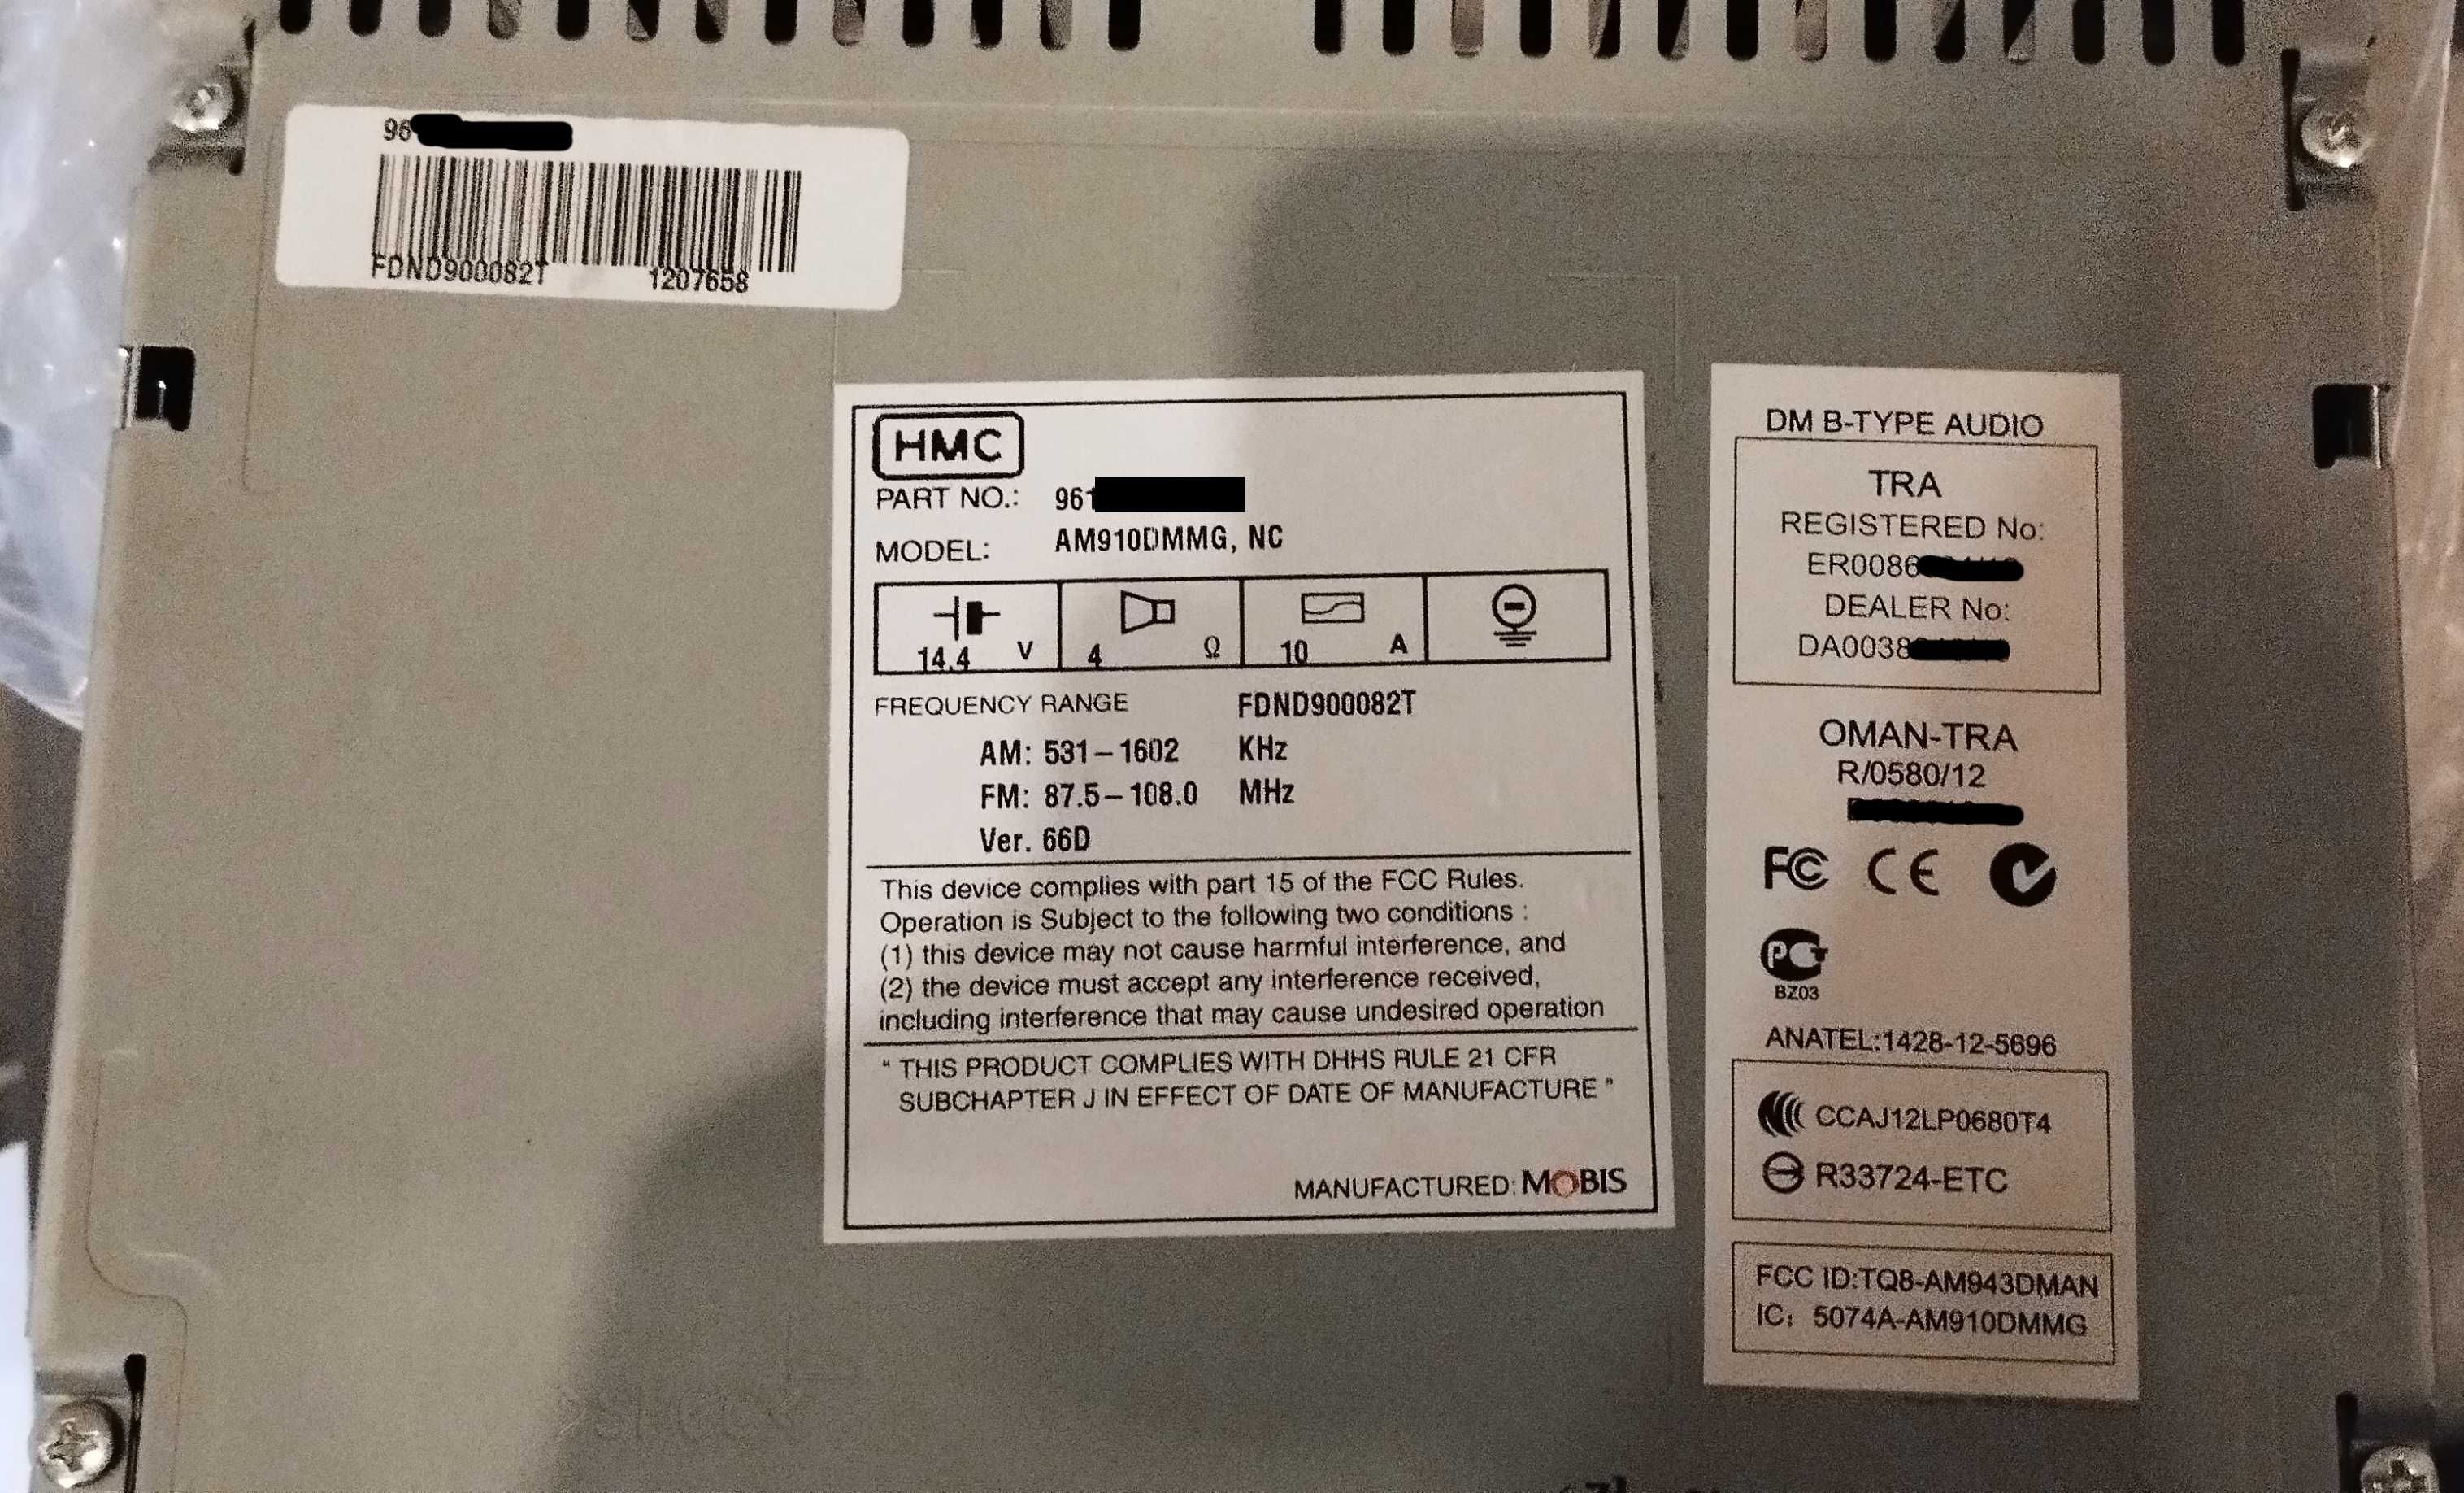 96
FDND900082T 1207658
HMC
PART NO.: 961
MODEL: AM910DMMG, NC
14.4 V 4 Ω 10 A
FREQUENCY RANGE FDND900082T
AM: 531–1602 KHz
FM: 87.5–108.0 MHz
Ver. 66D
This device complies with part 15 of the FCC Rules.
Operation is Subject to the following two conditions :
(1) this device may not cause harmful interference, and
(2) the device must accept any interference received,
including interference that may cause undesired operation
" THIS PRODUCT COMPLIES WITH DHHS RULE 21 CFR
SUBCHAPTER J IN EFFECT OF DATE OF MANUFACTURE "
MANUFACTURED: MOBIS
DM B-TYPE AUDIO
TRA
REGISTERED No:
ER0086
DEALER No:
DA0038
OMAN-TRA
R/0580/12
FC CE
PCT
BZ03
ANATEL:1428-12-5696
CCAJ12LP0680T4
R33724-ETC
FCC ID:TQ8-AM943DMAN
IC: 5074A-AM910DMMG